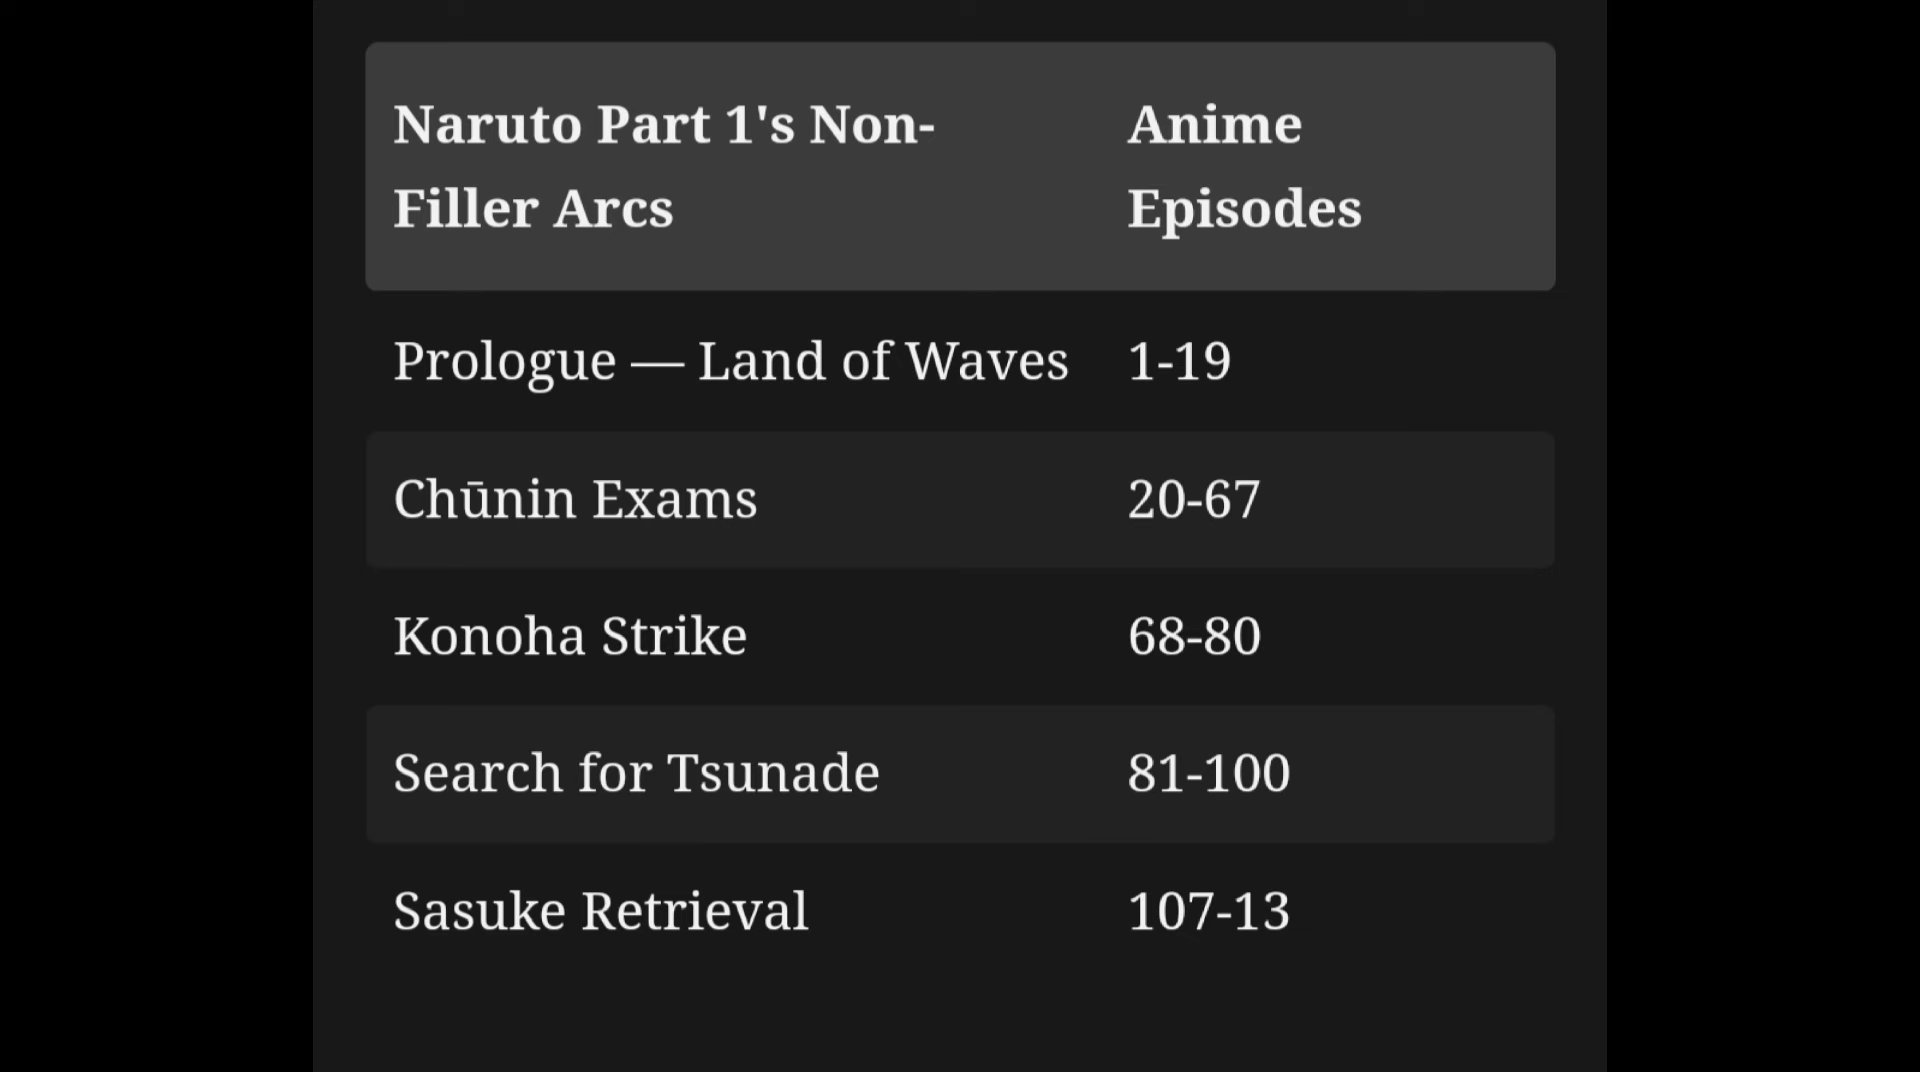 Naruto Part 1's Non- Anime
Filler Arcs Episodes
Prologue — Land of Waves 1-19
Chūnin Exams 20-67
Konoha Strike 68-80
Search for Tsunade 81-100
Sasuke Retrieval 107-13